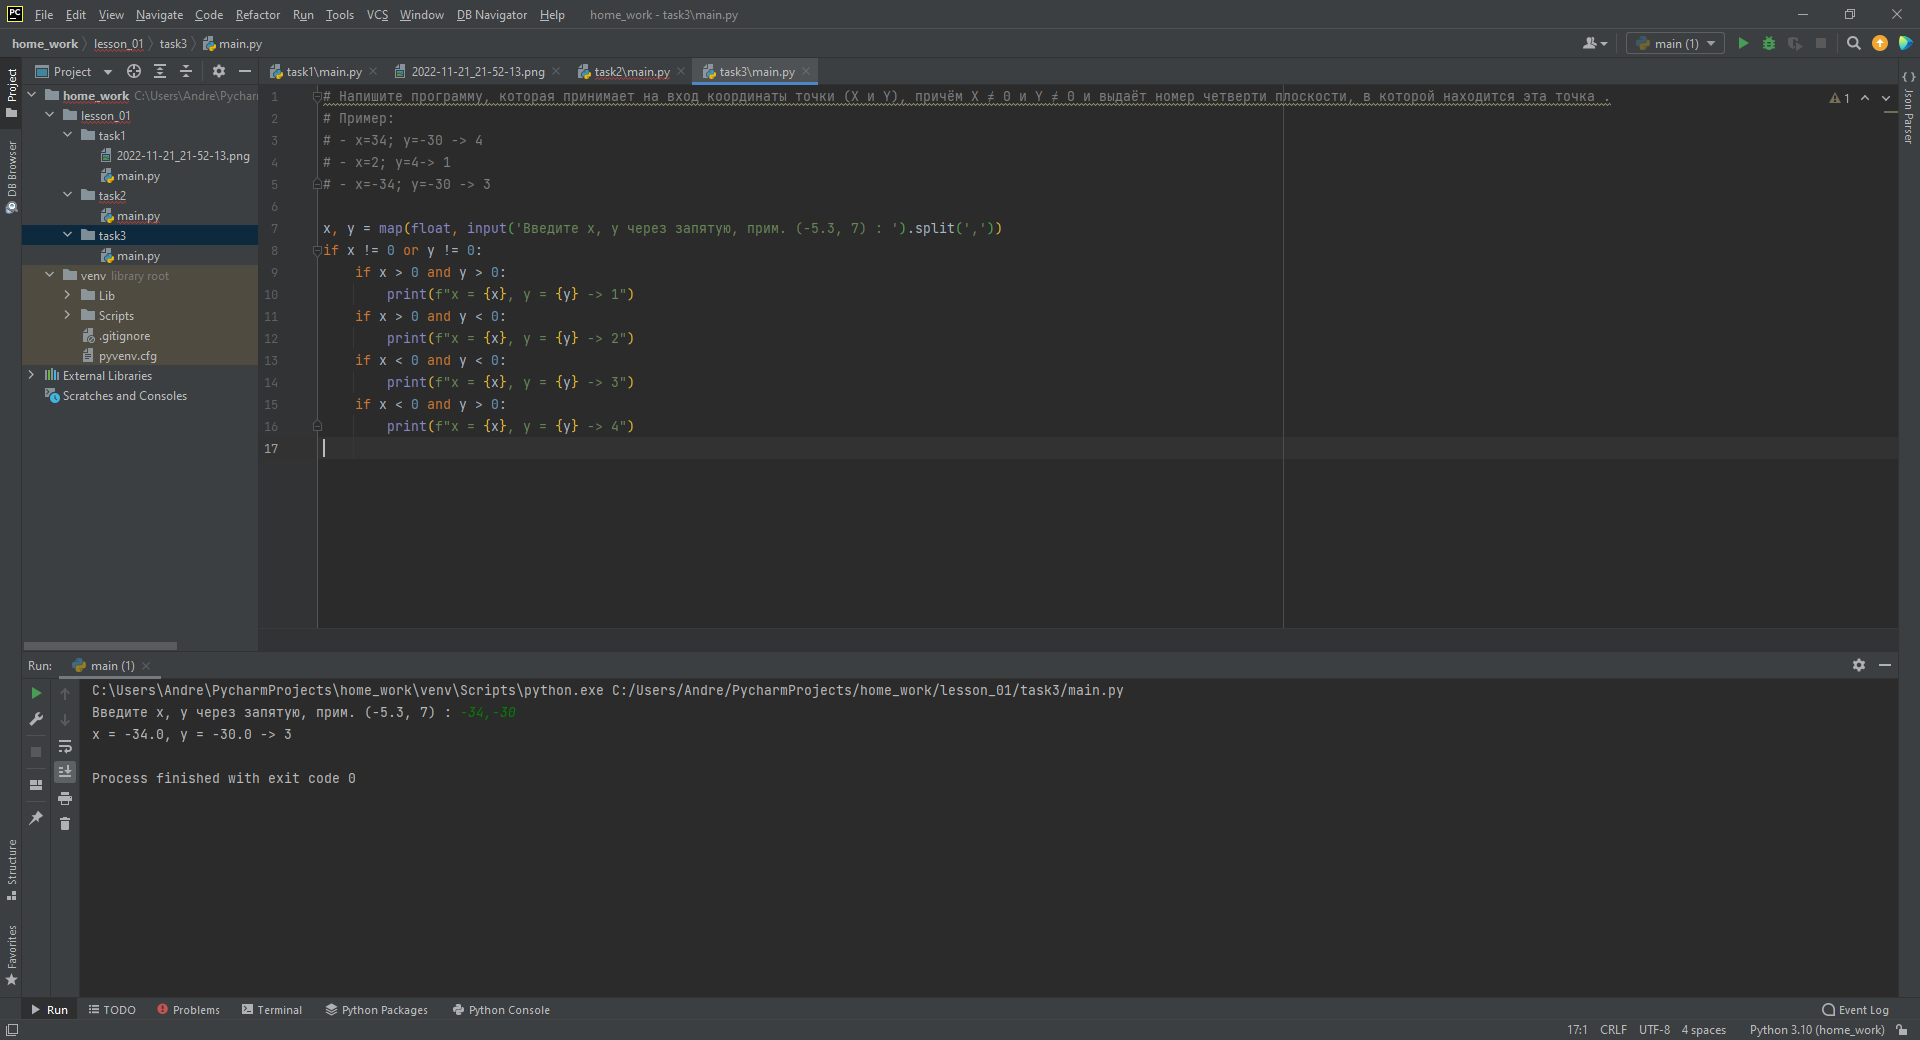 File Edit View Navigate Code Refactor Run Tools VCS Window DB Navigator Help home_work - task3\main.py
home_work lesson_01 task3 main.py main (1)
Project
task1\main.py 2022-11-21_21-52-13.png task2\main.py task3\main.py
Project
DB Browser
Structure
Favorites
home_work C:\Users\Andre\Pycharm
lesson_01
task1
2022-11-21_21-52-13.png
main.py
task2
main.py
task3
main.py
venv library root
Lib
Scripts
.gitignore
pyvenv.cfg
External Libraries
Scratches and Consoles
1 # Напишите программу, которая принимает на вход координаты точки (X и Y), причём X ≠ 0 и Y ≠ 0 и выдаёт номер четверти плоскости, в которой находится эта точка .
2 # Пример:
3 # - x=34; y=-30 -> 4
4 # - x=2; y=4-> 1
5 # - x=-34; y=-30 -> 3
6
7 x, y = map(float, input('Введите x, y через запятую, прим. (-5.3, 7) : ').split(','))
8 if x != 0 or y != 0:
9 if x > 0 and y > 0:
10 print(f"x = {x}, y = {y} -> 1")
11 if x > 0 and y < 0:
12 print(f"x = {x}, y = {y} -> 2")
13 if x < 0 and y < 0:
14 print(f"x = {x}, y = {y} -> 3")
15 if x < 0 and y > 0:
16 print(f"x = {x}, y = {y} -> 4")
17
1
Json Parser
Run: main (1)
C:\Users\Andre\PycharmProjects\home_work\venv\Scripts\python.exe C:/Users/Andre/PycharmProjects/home_work/lesson_01/task3/main.py
Введите x, y через запятую, прим. (-5.3, 7) : -34,-30
x = -34.0, y = -30.0 -> 3
Process finished with exit code 0
Run TODO Problems Terminal Python Packages Python Console Event Log
17:1 CRLF UTF-8 4 spaces Python 3.10 (home_work)